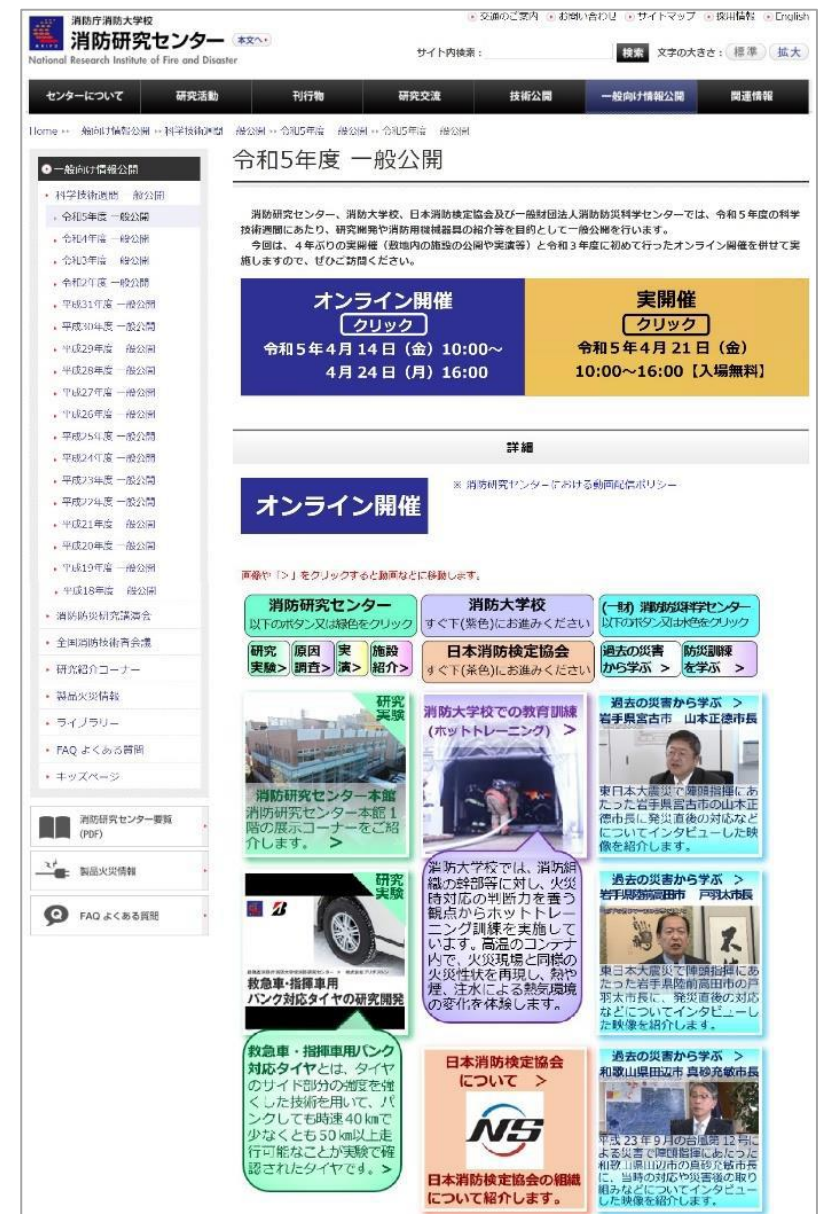 消防庁消防大学校
消防研究センター
本文へ
National Research Institute of Fire and Disaster
交通のご案内 お問い合わせ サイトマップ 採用情報 English
サイト内検索：
検索
文字の大きさ：
標準
拡大
センターについて
研究活動
刊行物
研究交流
技術公開
一般向け情報公開
関連情報
Home ›› 一般向け情報公開 ›› 科学技術週間 一般公開 ›› 令和5年度 一般公開 ›› 令和5年度 一般公開
一般向け情報公開
科学技術週間 一般公開
令和5年度 一般公開
令和4年度 一般公開
令和3年度 一般公開
令和2年度 一般公開
平成31年度 一般公開
平成30年度 一般公開
平成29年度 一般公開
平成28年度 一般公開
平成27年度 一般公開
平成26年度 一般公開
平成25年度 一般公開
平成24年度 一般公開
平成23年度 一般公開
平成22年度 一般公開
平成21年度 一般公開
平成20年度 一般公開
平成19年度 一般公開
平成18年度 一般公開
消防防災研究講演会
全国消防技術者会議
研究紹介コーナー
製品火災情報
ライブラリー
FAQ よくある質問
キッズページ
消防研究センター要覧
(PDF)
製品火災情報
FAQ よくある質問
令和5年度 一般公開
消防研究センター、消防大学校、日本消防検定協会及び一般財団法人消防防災科学センターでは、令和５年度の科学
技術週間にあたり、研究開発や消防用機械器具の紹介等を目的として一般公開を行います。
今回は、４年ぶりの実開催（敷地内の施設の公開や実演等）と令和３年度に初めて行ったオンライン開催を併せて実
施しますので、ぜひご訪問ください。
オンライン開催
クリック
令和５年４月 14 日（金）10:00～
４月 24 日（月）16:00
実開催
クリック
令和５年４月 21 日（金）
10:00～16:00【入場無料】
詳細
オンライン開催
※ 消防研究センターにおける動画配信ポリシー
画像や「＞」をクリックすると動画などに移動します。
消防研究センター
以下のボタン又は緑色をクリック
研究
実験>
原因
調査>
実
演>
施設
紹介>
研究
実験
消防研究センター本館
消防研究センター本館１
階の展示コーナーをご紹
介します。 ＞
研究
実験
救急車･指揮車用
パンク対応タイヤの研究開発
救急車・指揮車用パンク
対応タイヤとは、タイヤ
のサイド部分の強度を強
くした技術を用いて、パ
ンクしても時速 40 ㎞で
少なくとも 50 ㎞以上走
行可能なことが実験で確
認されたタイヤです。＞
消防大学校
すぐ下(紫色)にお進みください
日本消防検定協会
すぐ下(茶色)にお進みください
消防大学校での教育訓練
(ホットトレーニング) ＞
消防大学校では、消防組
織の幹部等に対し、火災
時対応の判断力を養う
観点からホットトレー
ニング訓練を実施して
います。高温のコンテナ
内で、火災現場と同様の
火災性状を再現し、熱や
煙、注水による熱気環境
の変化を体験します。
日本消防検定協会
について ＞
NS
日本消防検定協会の組織
について紹介します。
(一財) 消防防災科学センター
以下のボタン又は水色をクリック
過去の災害
から学ぶ ＞
防災訓練
を学ぶ ＞
過去の災害から学ぶ ＞
岩手県宮古市 山本正徳市長
東日本大震災で陣頭指揮にあ
たった岩手県宮古市の山本正
徳市長に発災直後の対応など
についてインタビューした映
像を紹介します。
過去の災害から学ぶ ＞
岩手県陸前高田市 戸羽太市長
東日本大震災で陣頭指揮にあ
たった岩手県陸前高田市の戸
羽太市長に、発災直後の対応
などについてインタビューし
た映像を紹介します。
過去の災害から学ぶ ＞
和歌山県田辺市 真砂充敏市長
平成 23 年９月の台風第 12 号に
よる災害で陣頭指揮にあたった
和歌山県田辺市の真砂充敏市長
に、当時の対応や災害後の取り
組みなどについてインタビュー
した映像を紹介します。